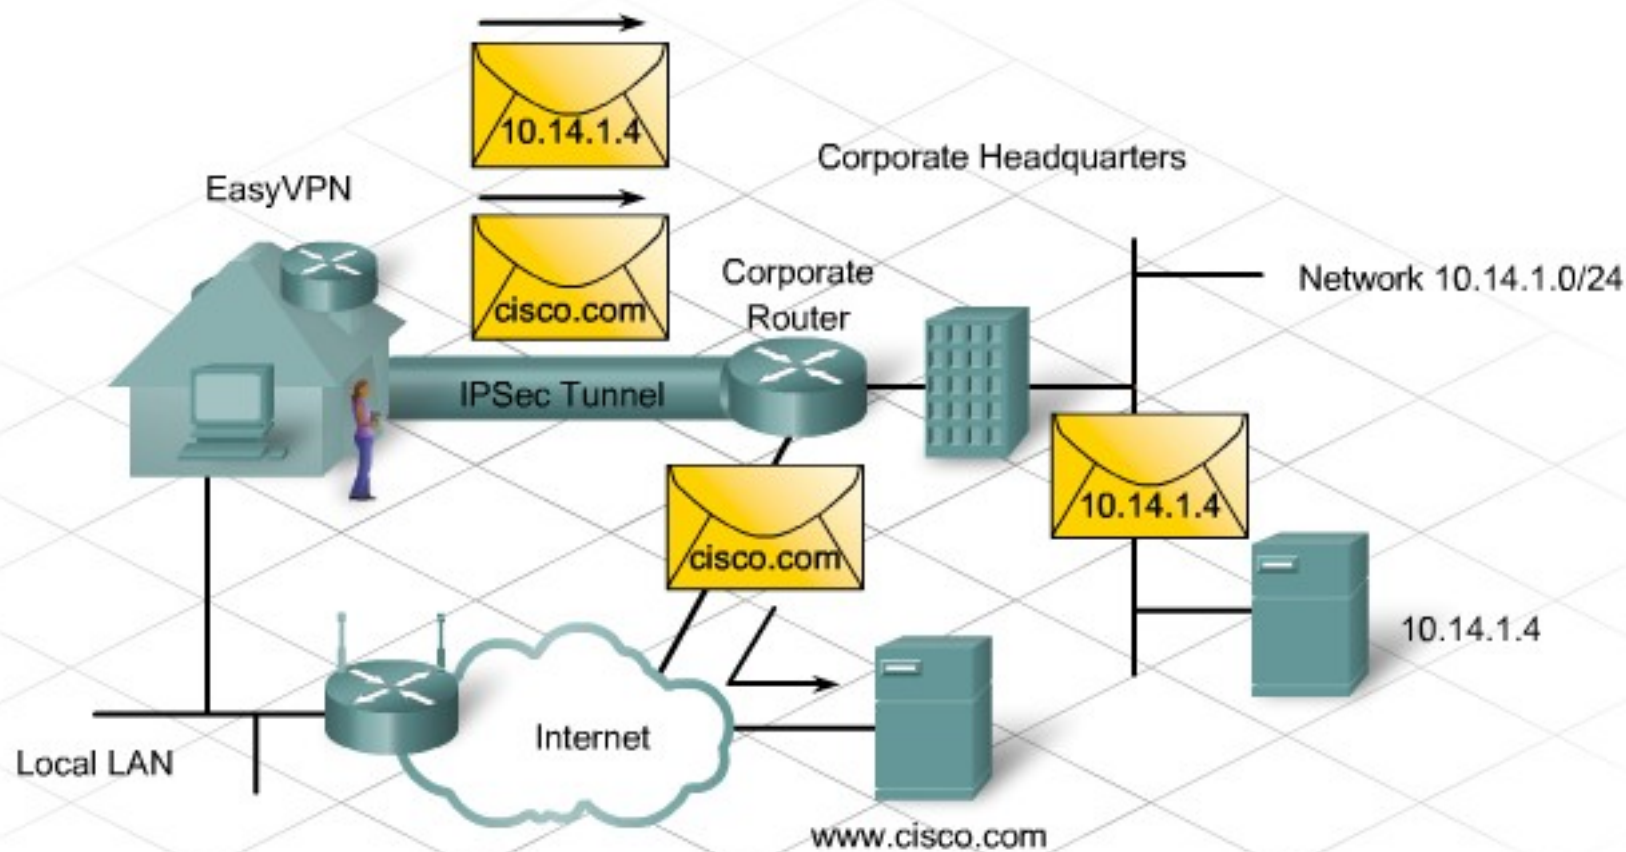 10.14.1.4
Corporate Headquarters
EasyVPN
Corporate
Router
Network 10.14.1.0/24
cisco.com
IPSec Tunnel
10.14.1.4
cisco.com
10.14.1.4
Internet
Local LAN
www.cisco.com